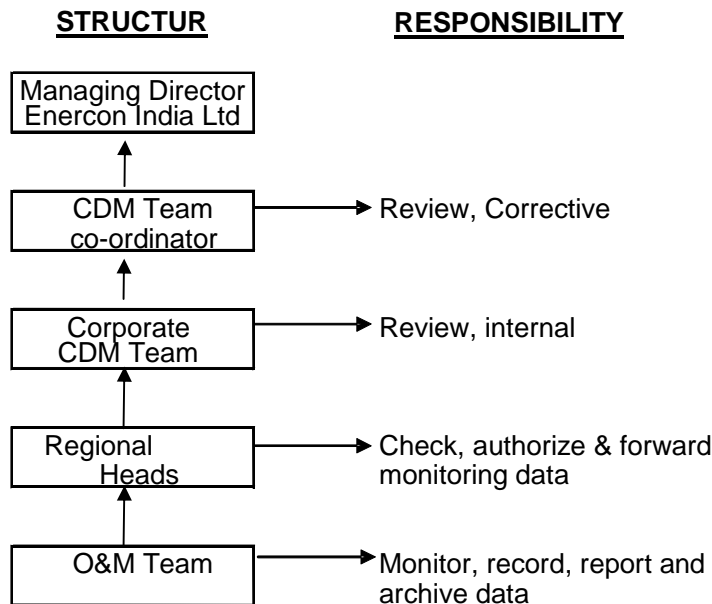 STRUCTUR RESPONSIBILITY
Managing Director
Enercon India Ltd
CDM Team
co-ordinator
Review, Corrective
Corporate
CDM Team
Review, internal
Regional
Heads
Check, authorize & forward
monitoring data
O&M Team
Monitor, record, report and
archive data